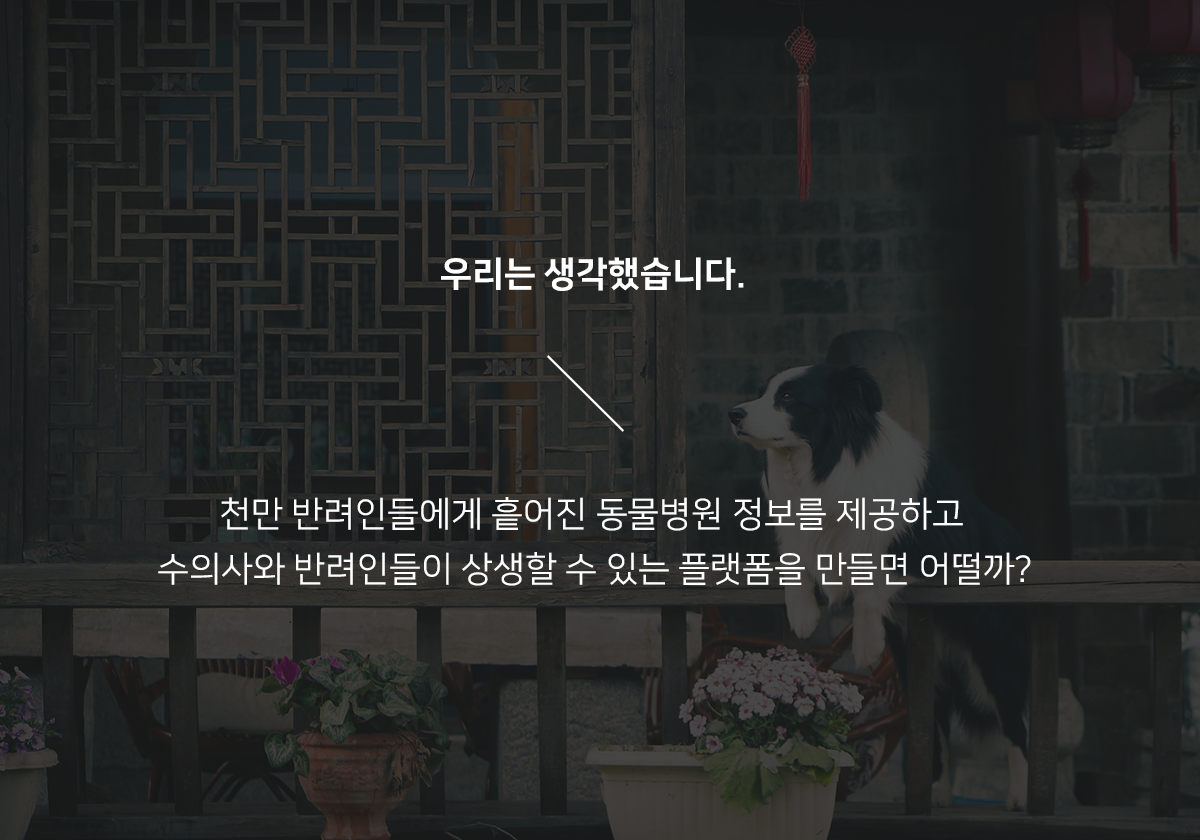 우리는 생각했습니다.
천만 반려인들에게 흩어진 동물병원 정보를 제공하고
수의사와 반려인들이 상생할 수 있는 플랫폼을 만들면 어떨까?